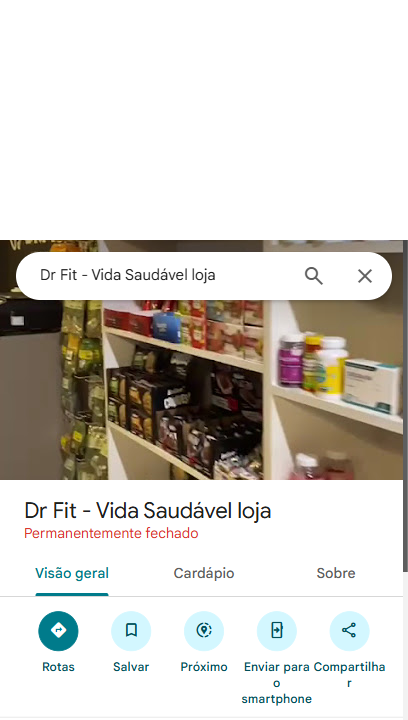 Dr Fit - Vida Saudável loja
Dr Fit - Vida Saudável loja
Permanentemente fechado
Visão geral
Cardápio
Sobre
Rotas
Salvar
Próximo
Enviar para
o
smartphone
Compartilha
r